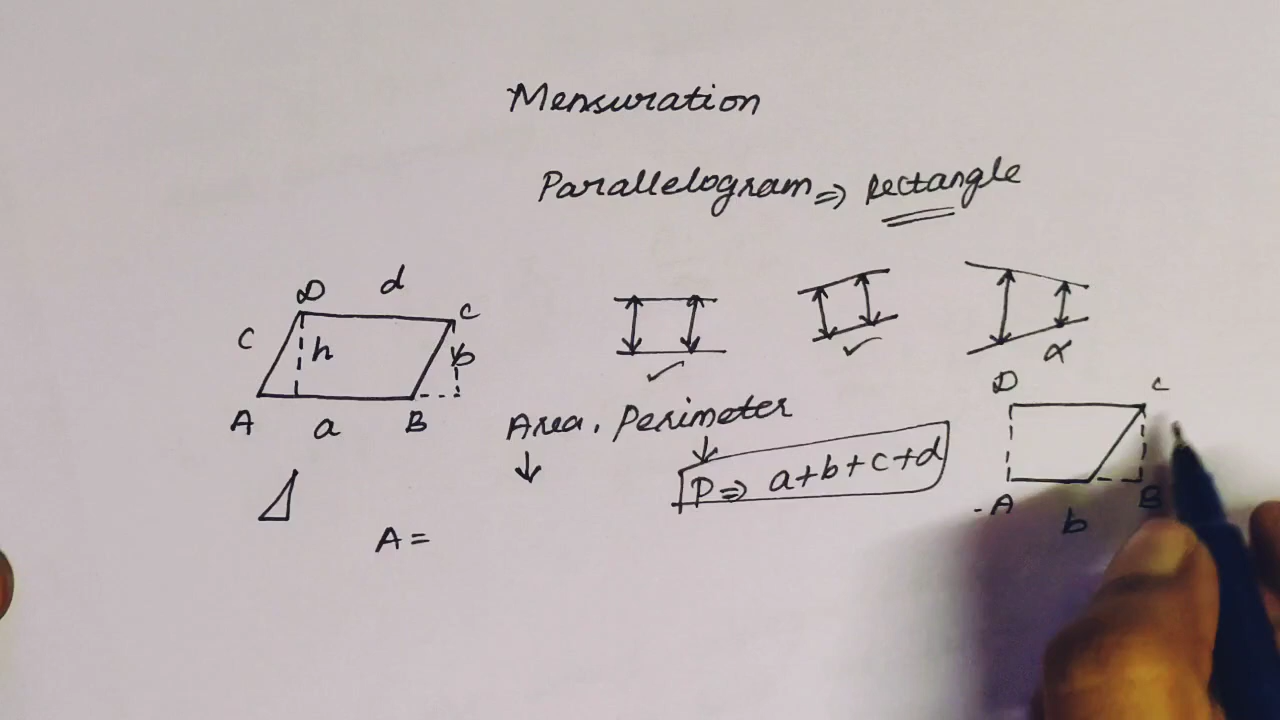 Mensuration
Parallelogram ⇒ Rectangle
d
D
C
C
h
b
A
a
B
Area, Perimeter
P ⇒ a+b+c+d
A =
D
C
A
b
B